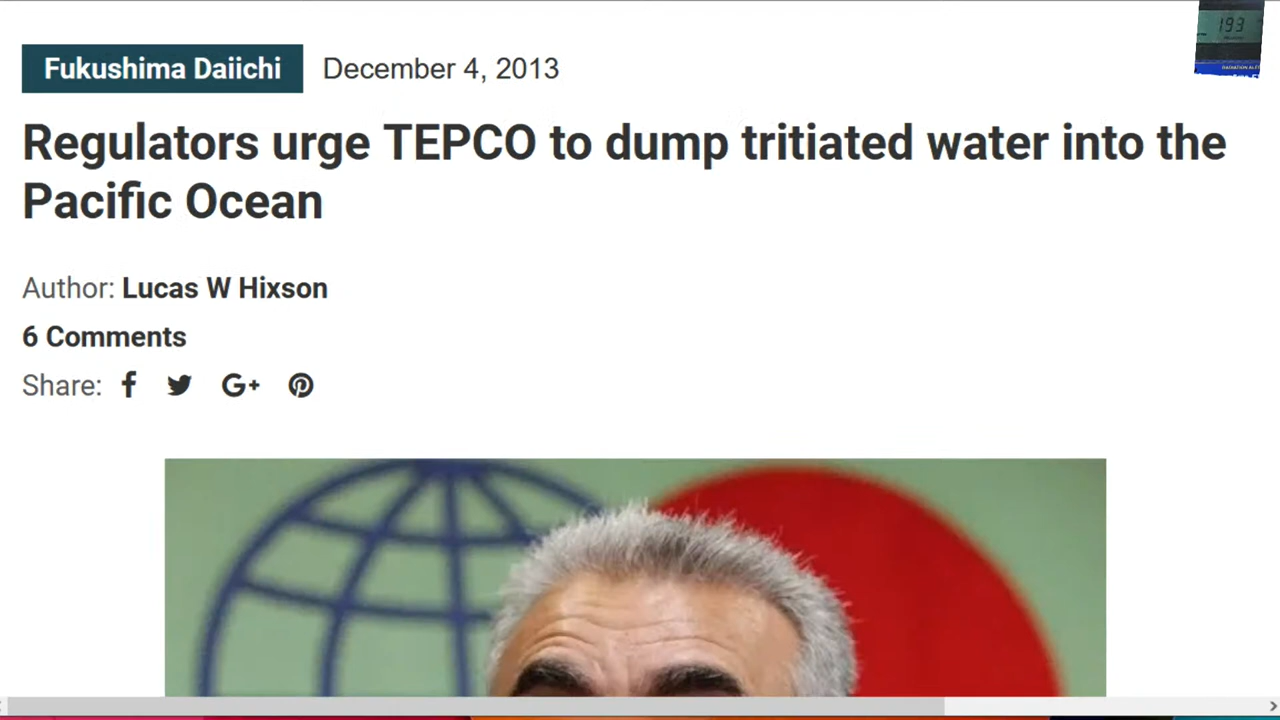 Fukushima Daiichi December 4, 2013
193
Regulators urge TEPCO to dump tritiated water into the
Pacific Ocean
Author: Lucas W Hixson
6 Comments
Share: f G+